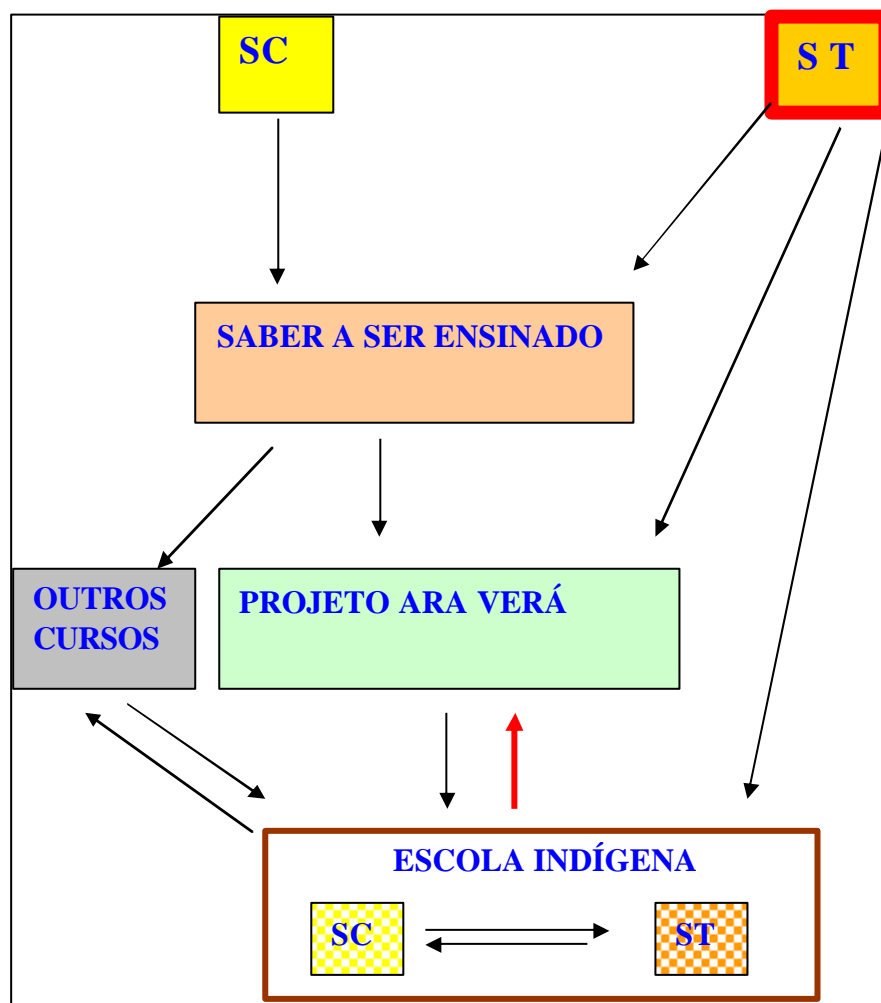 SC
S T
SABER A SER ENSINADO
OUTROS
CURSOS
PROJETO ARA VERÁ
ESCOLA INDÍGENA
SC
ST